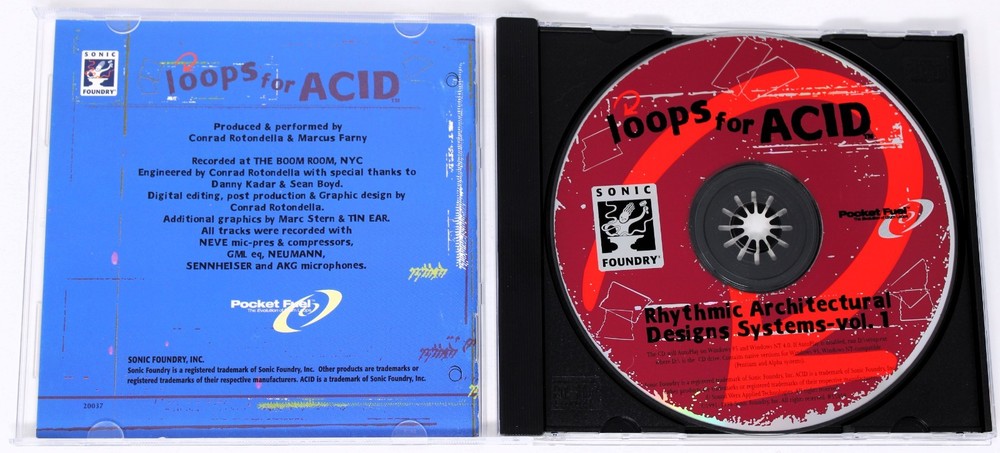 SONIC
FOUNDRY
loops for ACID
TM
Produced & performed by
Conrad Rotondella & Marcus Farny
Recorded at THE BOOM ROOM, NYC
Engineered by Conrad Rotondella with special thanks to
Danny Kadar & Sean Boyd.
Digital editing, post production & Graphic design by
Conrad Rotondella.
Additional graphics by Marc Stern & TIN EAR.
All tracks were recorded with
NEVE mic-pres & compressors,
GML eq, NEUMANN,
SENNHEISER and AKG microphones.
Pocket Fuel
The Evolution of
SONIC FOUNDRY, INC.
Sonic Foundry is a registered trademark of Sonic Foundry, Inc. Other products are trademarks or
registered trademarks of their respective manufacturers. ACID is a trademark of Sonic Foundry, Inc.
20037
loops for ACID
SONIC
FOUNDRY
Pocket Fuel
Rhythmic Architectural
Designs Systems-vol. 1